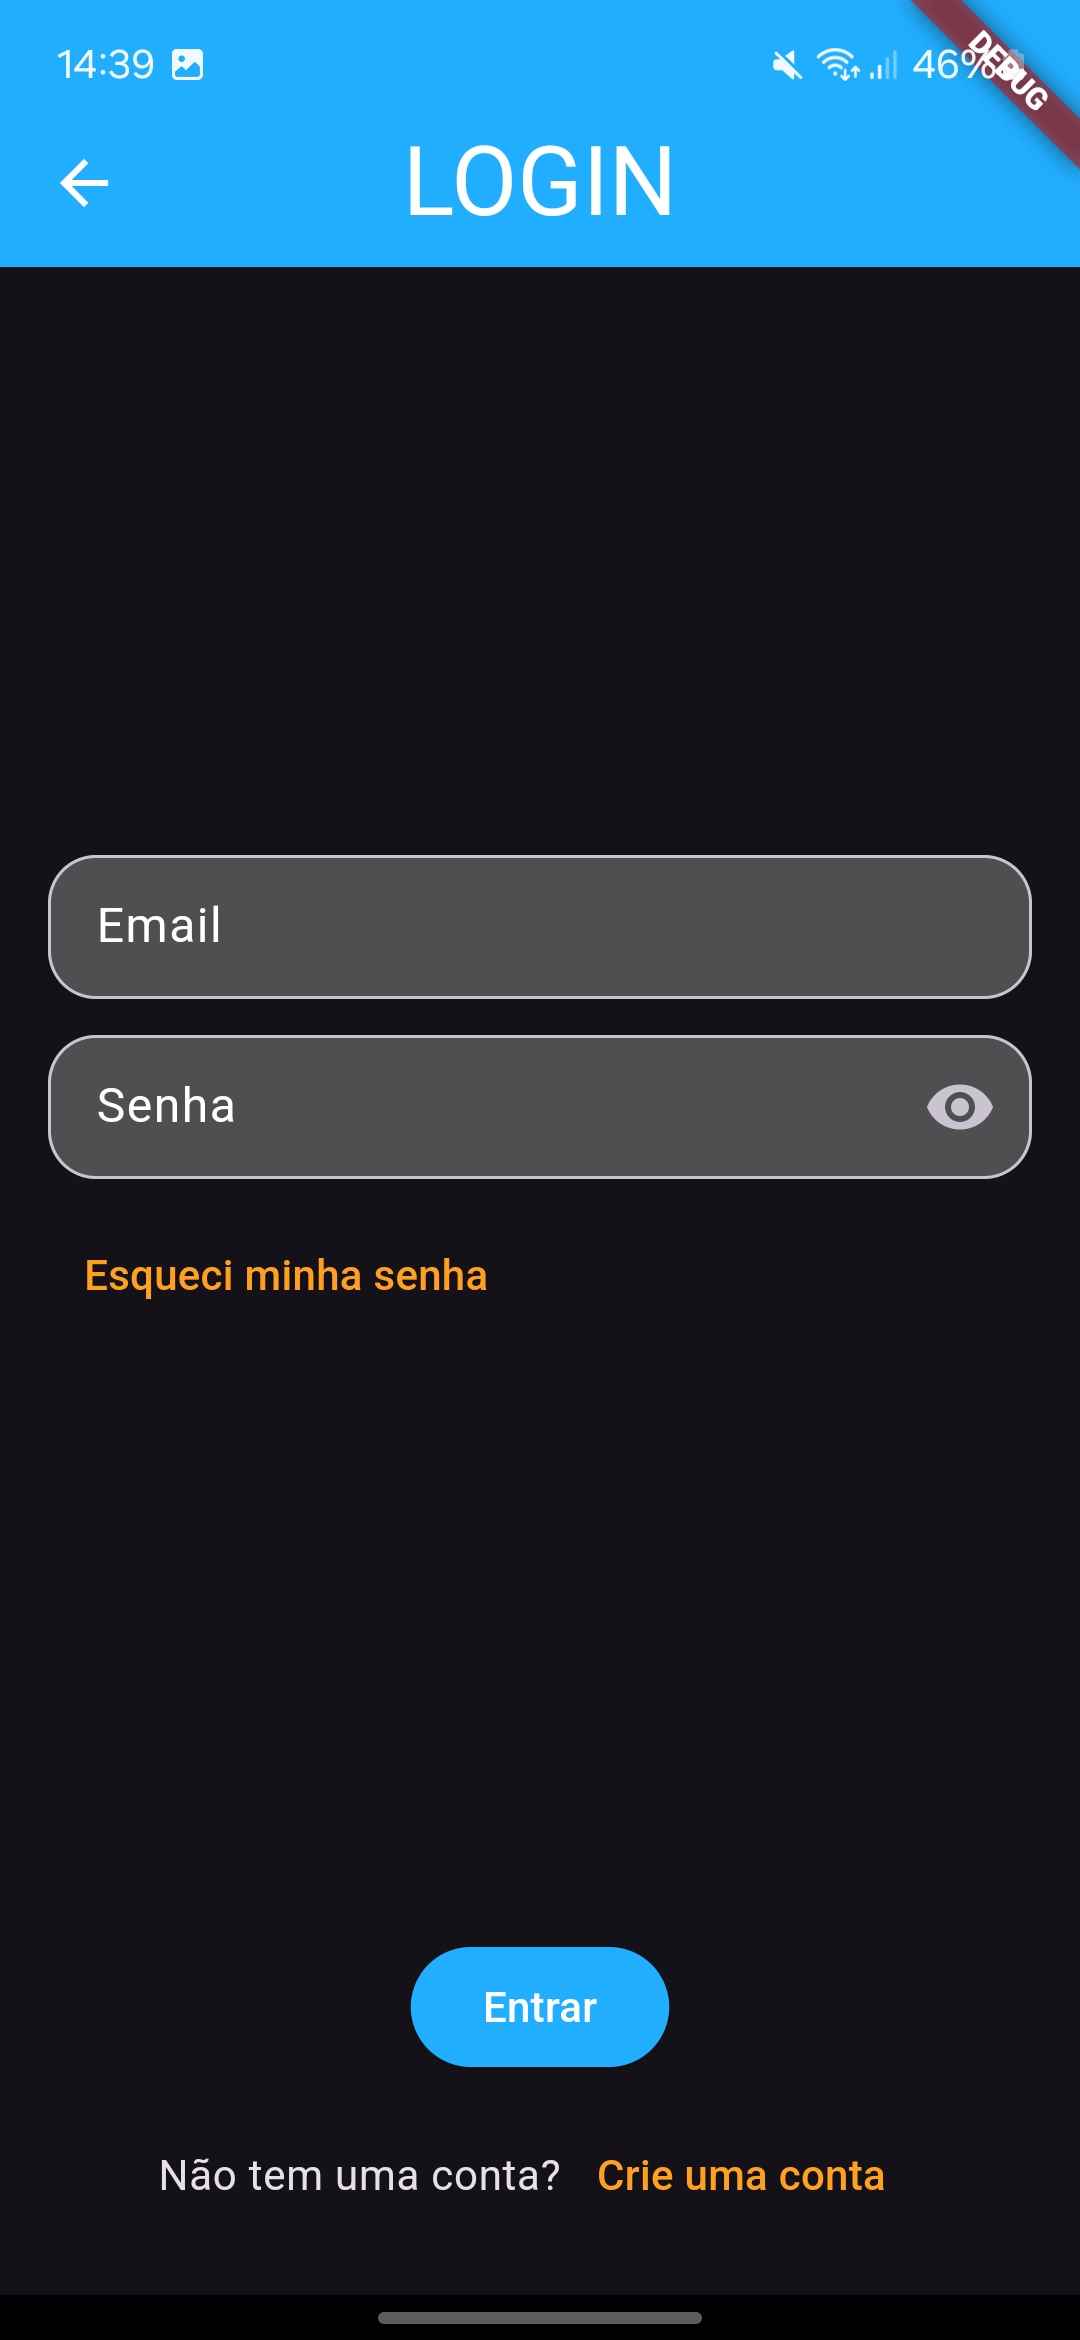 14:39 46%
DEBUG
LOGIN
Email
Senha
Esqueci minha senha
Entrar
Não tem uma conta? Crie uma conta